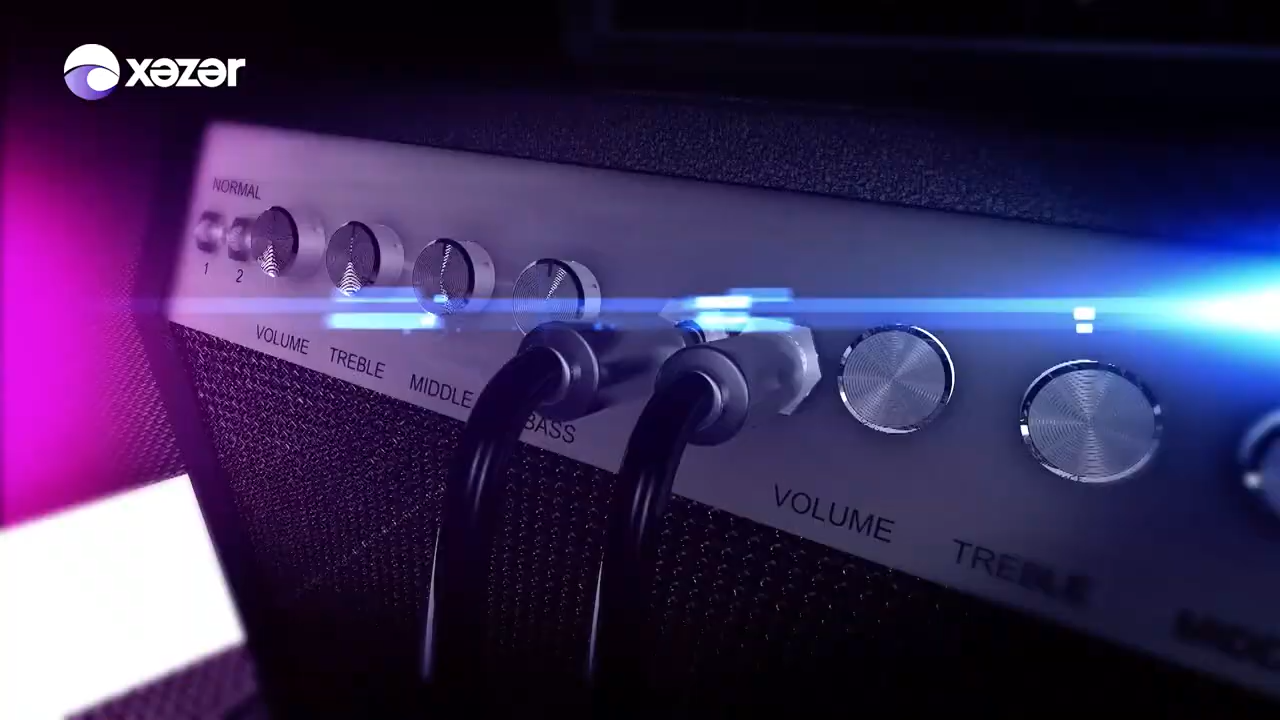 xəzər
NORMAL
1 2
VOLUME TREBLE MIDDLE BASS
VOLUME TREBLE